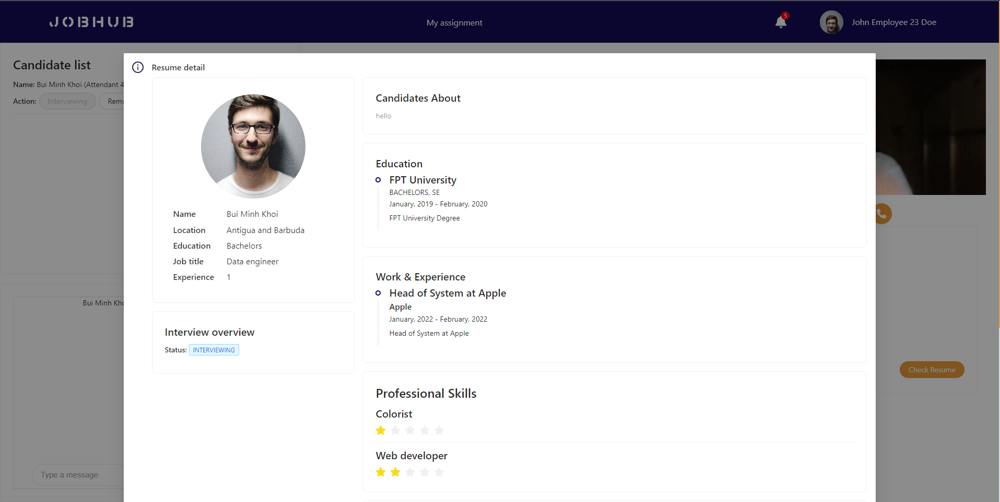 JOBHUB
My assignment
5
John Employee 23 Doe
Candidate list
Name: Bui Minh Khoi (Attendant 4
Action: Interviewing
Bui Minh
Type a message
Resume detail
Name Bui Minh Khoi
Location Antigua and Barbuda
Education Bachelors
Job title Data engineer
Experience 1
Interview overview
Status: INTERVIEWING
Candidates About
hello
Education
FPT University
BACHELORS, SE
January, 2019 - February, 2020
FPT University Degree
Work & Experience
Head of System at Apple
Apple
January, 2022 - February, 2022
Head of System at Apple
Professional Skills
Colorist
Web developer
Check Resume